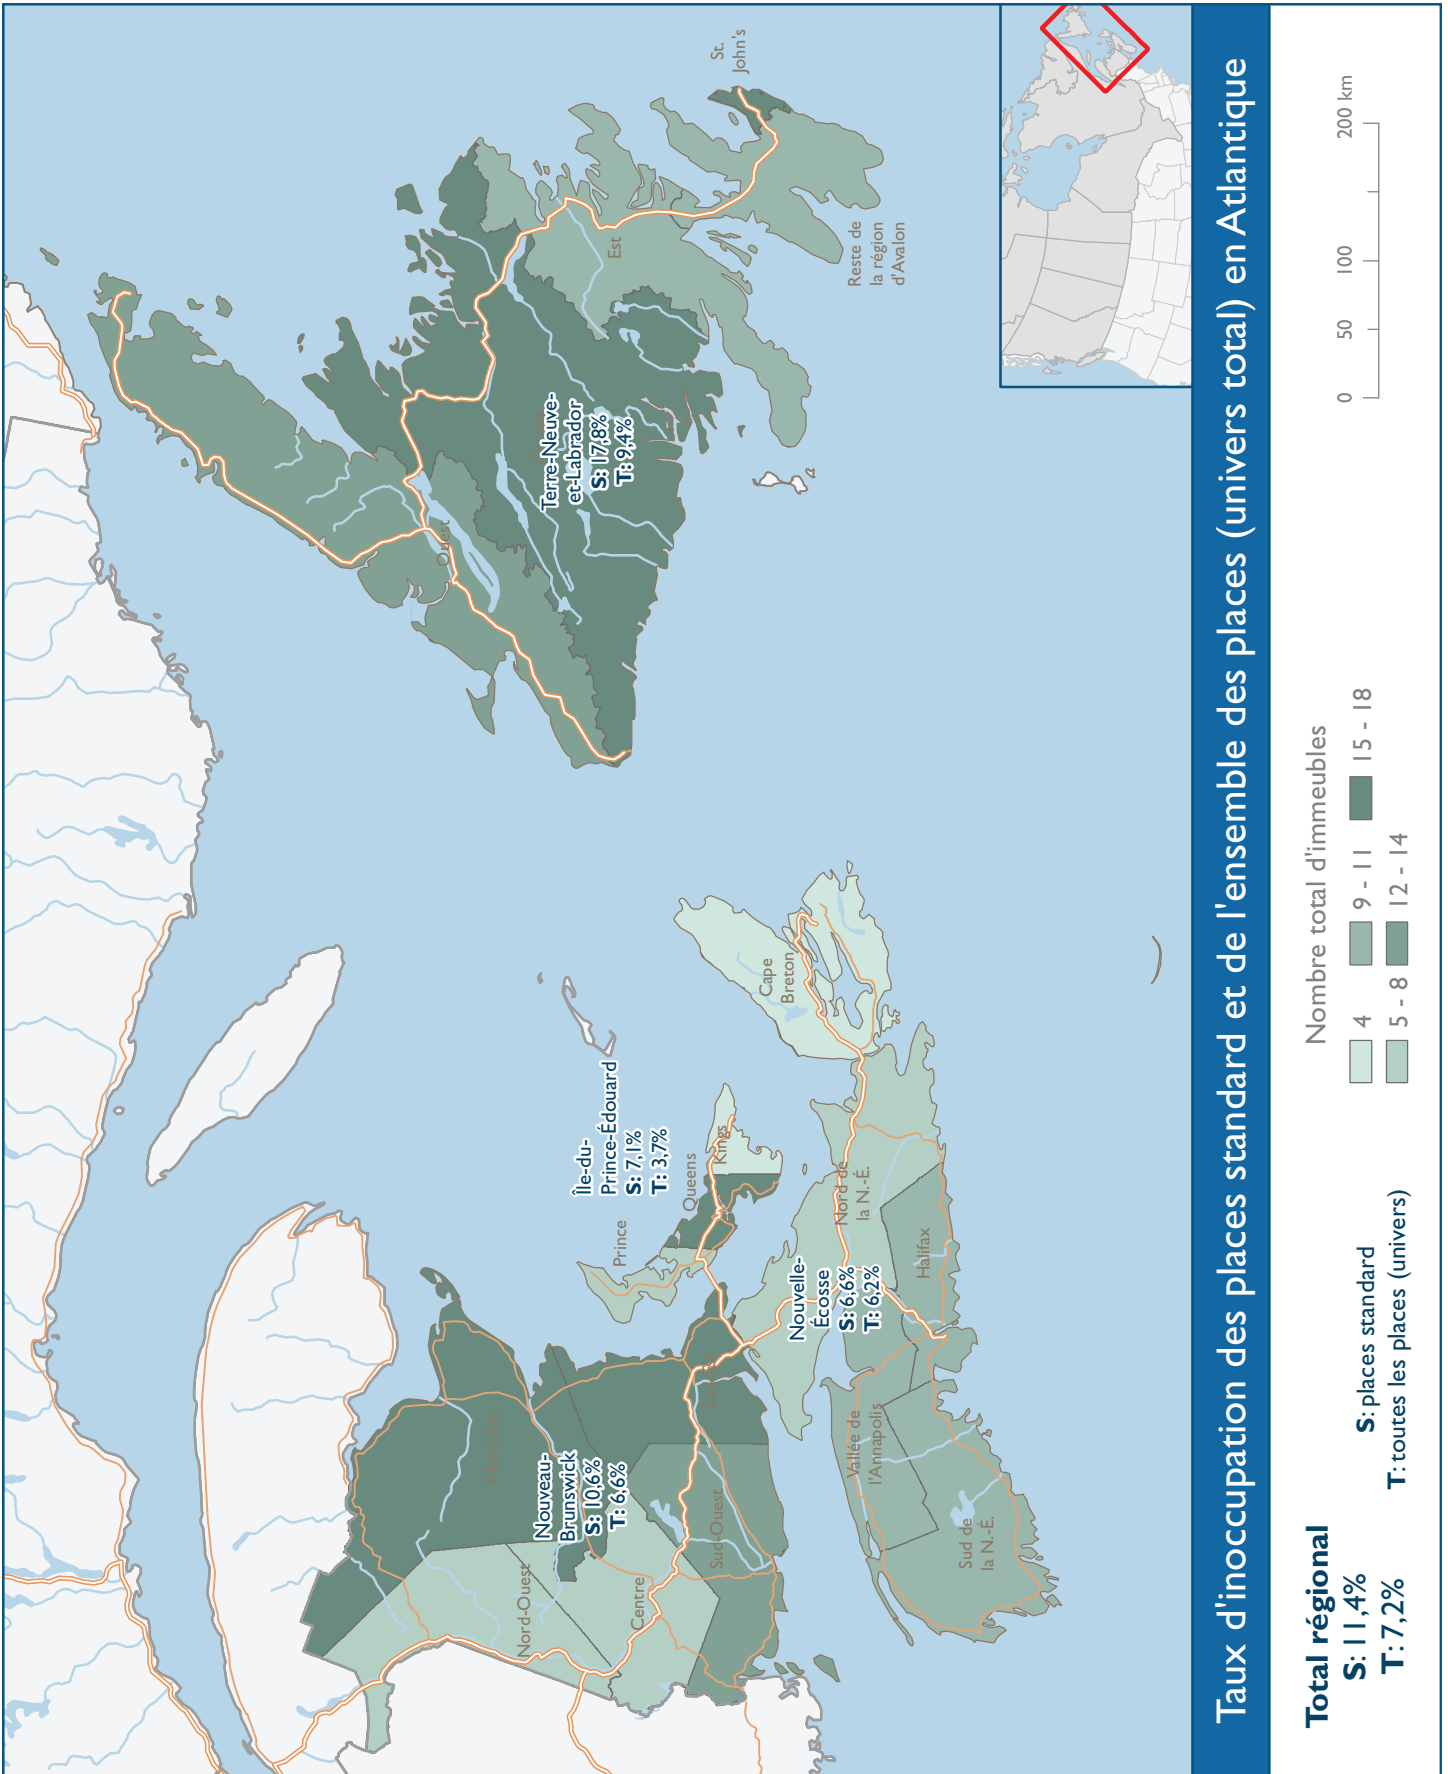 St.
John's
Est
Reste de
la région
d'Avalon
Ouest
Terre-Neuve-
et-Labrador
S: 17,8%
T: 9,4%
Île-du-
Prince-Édouard
S: 7,1%
T: 3,7%
Prince
Queens
Kings
Cape
Breton
Nord-Est
Nouveau-
Brunswick
S: 10,6%
T: 6,6%
Nord-Ouest
Centre
Sud-Ouest
Sud-Est
Nouvelle-
Écosse
S: 6,6%
T: 6,2%
Nord de
la N.-É.
Halifax
Vallée de
l'Annapolis
Sud de
la N.-É.
Taux d'inoccupation des places standard et de l'ensemble des places (univers total) en Atlantique
Total régional
S: 11,4%
T: 7,2%
S: places standard
T: toutes les places (univers)
Nombre total d'immeubles
4
9 - 11
15 - 18
5 - 8
12 - 14
0
50
100
200 km